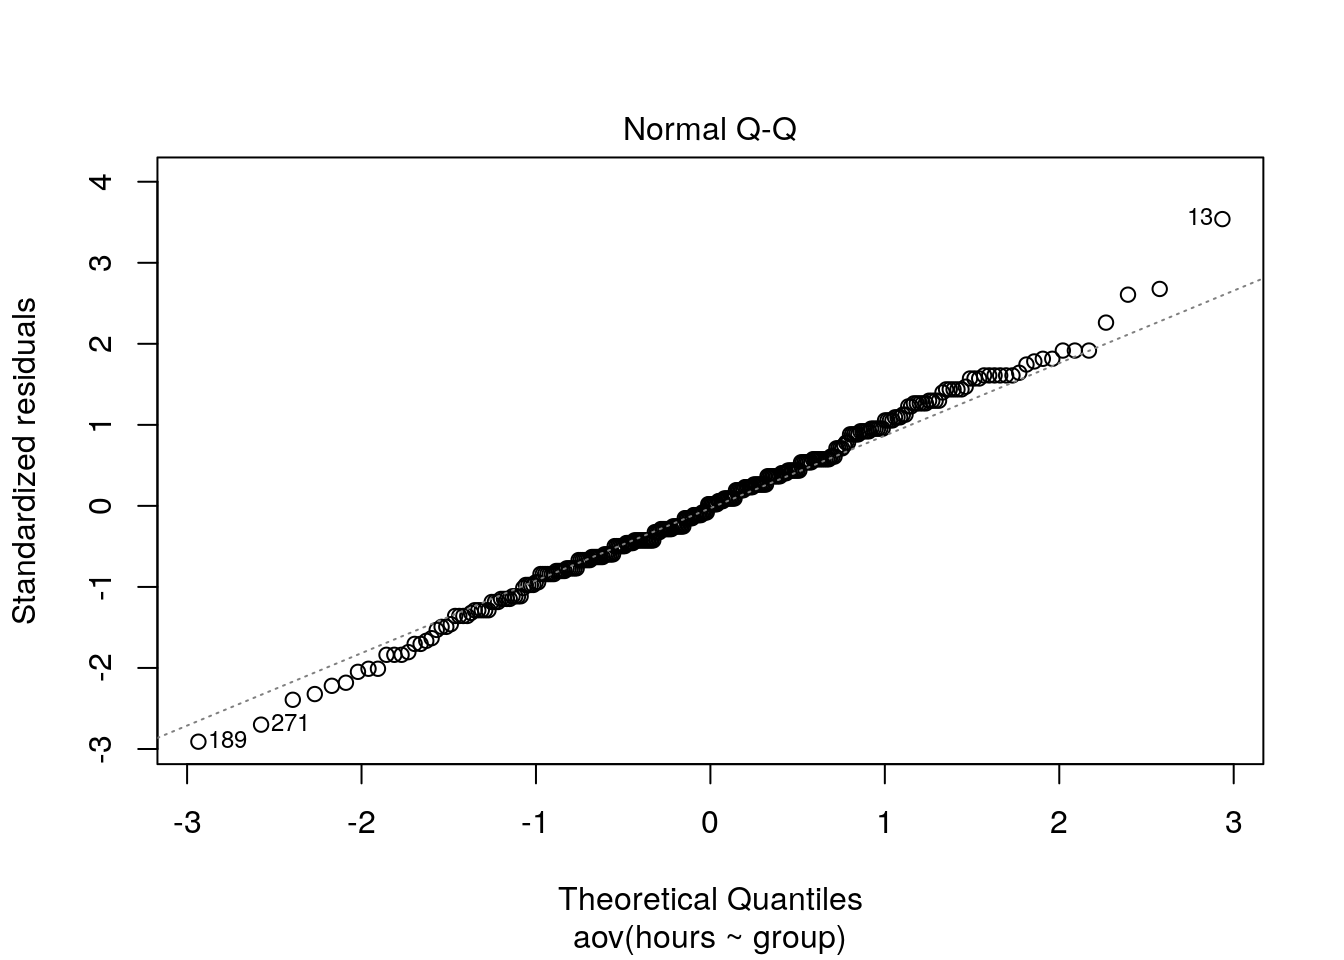 Normal Q-Q
Standardized residuals
4
3
2
1
0
-1
-2
-3
13
271
189
-3 -2 -1 0 1 2 3
Theoretical Quantiles
aov(hours ~ group)